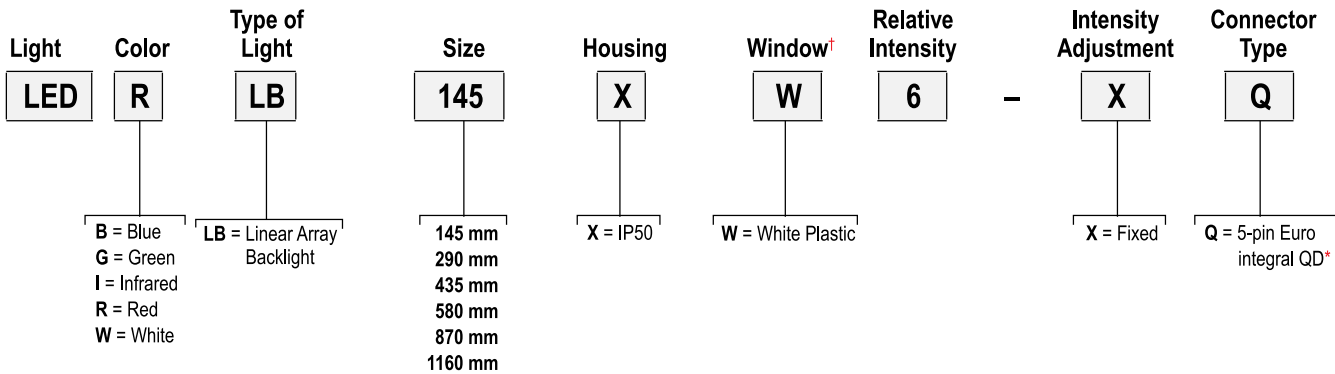 Light
Color
Type of
Light
Size
Housing
Window†
Relative
Intensity
Intensity
Adjustment
Connector
Type
LED
R
LB
145
X
W
6
–
X
Q
B = Blue
G = Green
I = Infrared
R = Red
W = White
LB = Linear Array
Backlight
145 mm
290 mm
435 mm
580 mm
870 mm
1160 mm
X = IP50
W = White Plastic
X = Fixed
Q = 5-pin Euro
integral QD*